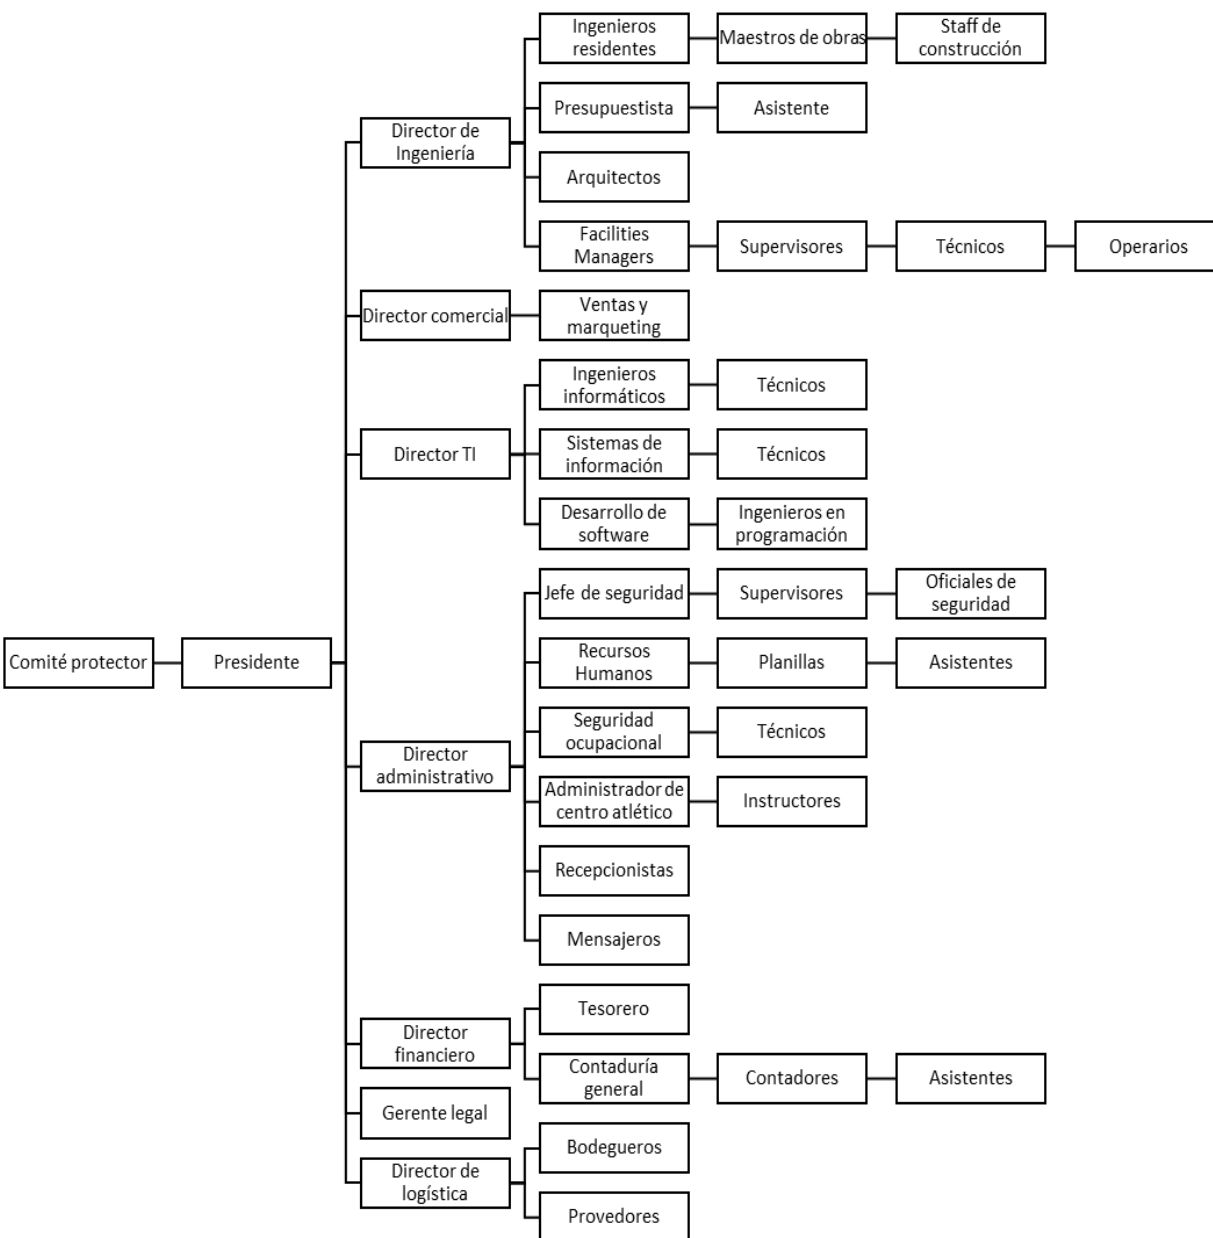 Ingenieros
residentes
Maestros de obras
Staff de
construcción
Presupuestista
Asistente
Director de
Ingeniería
Arquitectos
Facilities
Managers
Supervisores
Técnicos
Operarios
Director comercial
Ventas y
marqueting
Ingenieros
informáticos
Técnicos
Director TI
Sistemas de
información
Técnicos
Desarrollo de
software
Ingenieros en
programación
Jefe de seguridad
Supervisores
Oficiales de
seguridad
Comité protector
Presidente
Recursos
Humanos
Planillas
Asistentes
Seguridad
ocupacional
Técnicos
Director
administrativo
Administrador de
centro atlético
Instructores
Recepcionistas
Mensajeros
Tesorero
Director
financiero
Contaduría
general
Contadores
Asistentes
Gerente legal
Bodegueros
Director de
logística
Provedores